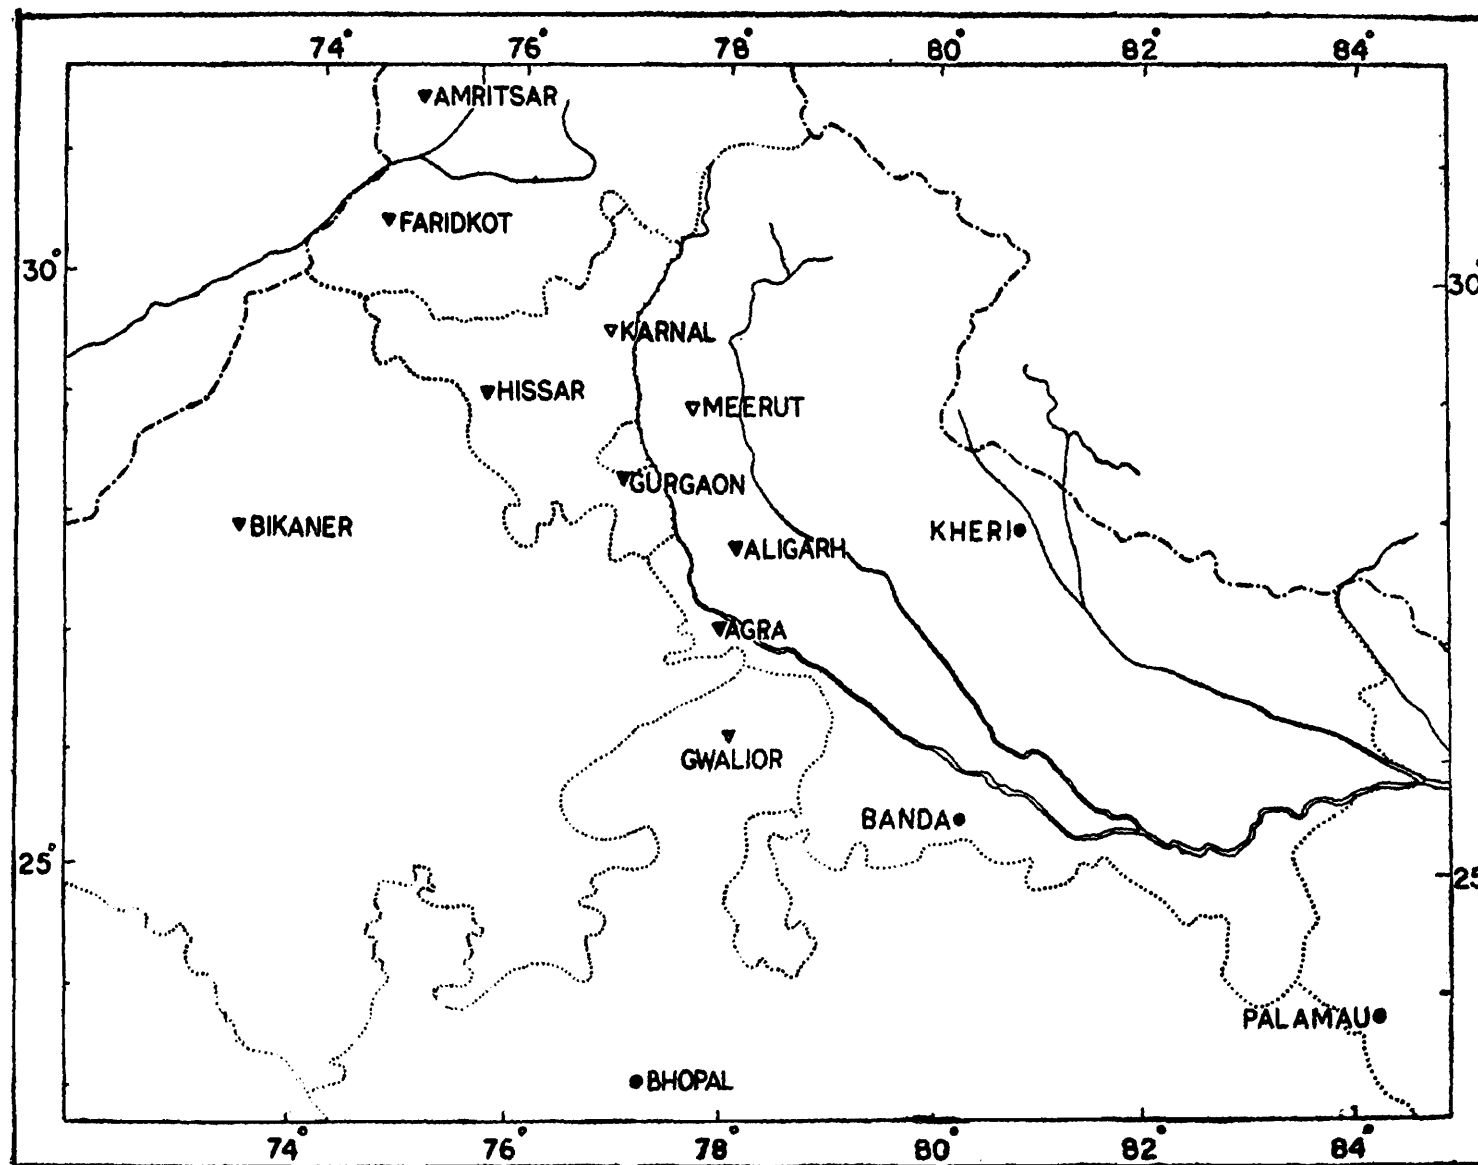 74° 76° 78° 80° 82° 84°
AMRITSAR
FARIDKOT
30° 30°
KARNAL
HISSAR
MEERUT
GURGAON
BIKANER
KHERI
ALIGARH
AGRA
GWALIOR
BANDA
25° 25
PALAMAU
BHOPAL
74° 76° 78° 80° 82° 84°